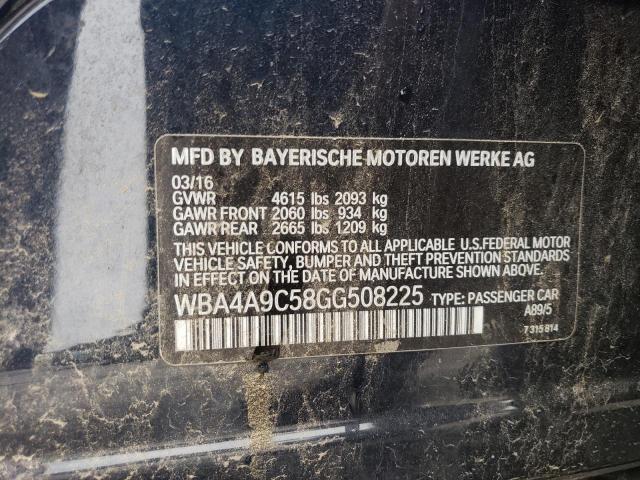 MFD BY BAYERISCHE MOTOREN WERKE AG
03/16
GVWR 4615 lbs 2093 kg
GAWR FRONT 2060 lbs 934 kg
GAWR REAR 2665 lbs 1209 kg
THIS VEHICLE CONFORMS TO ALL APPLICABLE U.S.FEDERAL MOTOR
VEHICLE SAFETY, BUMPER AND THEFT PREVENTION STANDARDS
IN EFFECT ON THE DATE OF MANUFACTURE SHOWN ABOVE.
WBA4A9C58GG508225 TYPE: PASSENGER CAR
A89/5
7 315 814